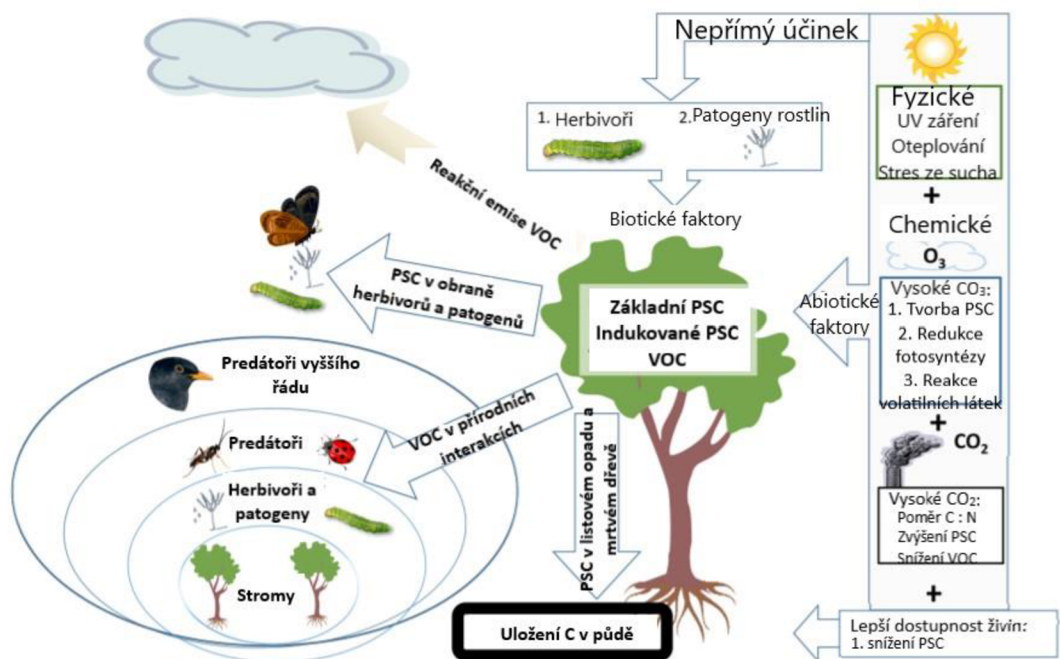 Nepřímý účinek
1. Herbivoři
2. Patogeny rostlin
Biotické faktory
Fyzické
UV záření
Oteplování
Stres ze sucha
+
Chemické
O3
Vysoké CO3:
1. Tvorba PSC
2. Redukce
fotosyntézy
3. Reakce
volatilních látek
+
CO2
Vysoké CO2:
Poměr C : N
Zvýšení PSC
Snížení VOC
+
Lepší dostupnost živin:
1. snížení PSC
Abiotické
faktory
Základní PSC
Indukované PSC
VOC
Reakční emise VOC
PSC v obraně
herbivorů a patogenů
VOC v přírodních
interakcích
PSC v listovém opadu a
mrtvém dřevě
Uložení C v půdě
Predátoři vyššího
řádu
Predátoři
Herbivoři a
patogeny
Stromy